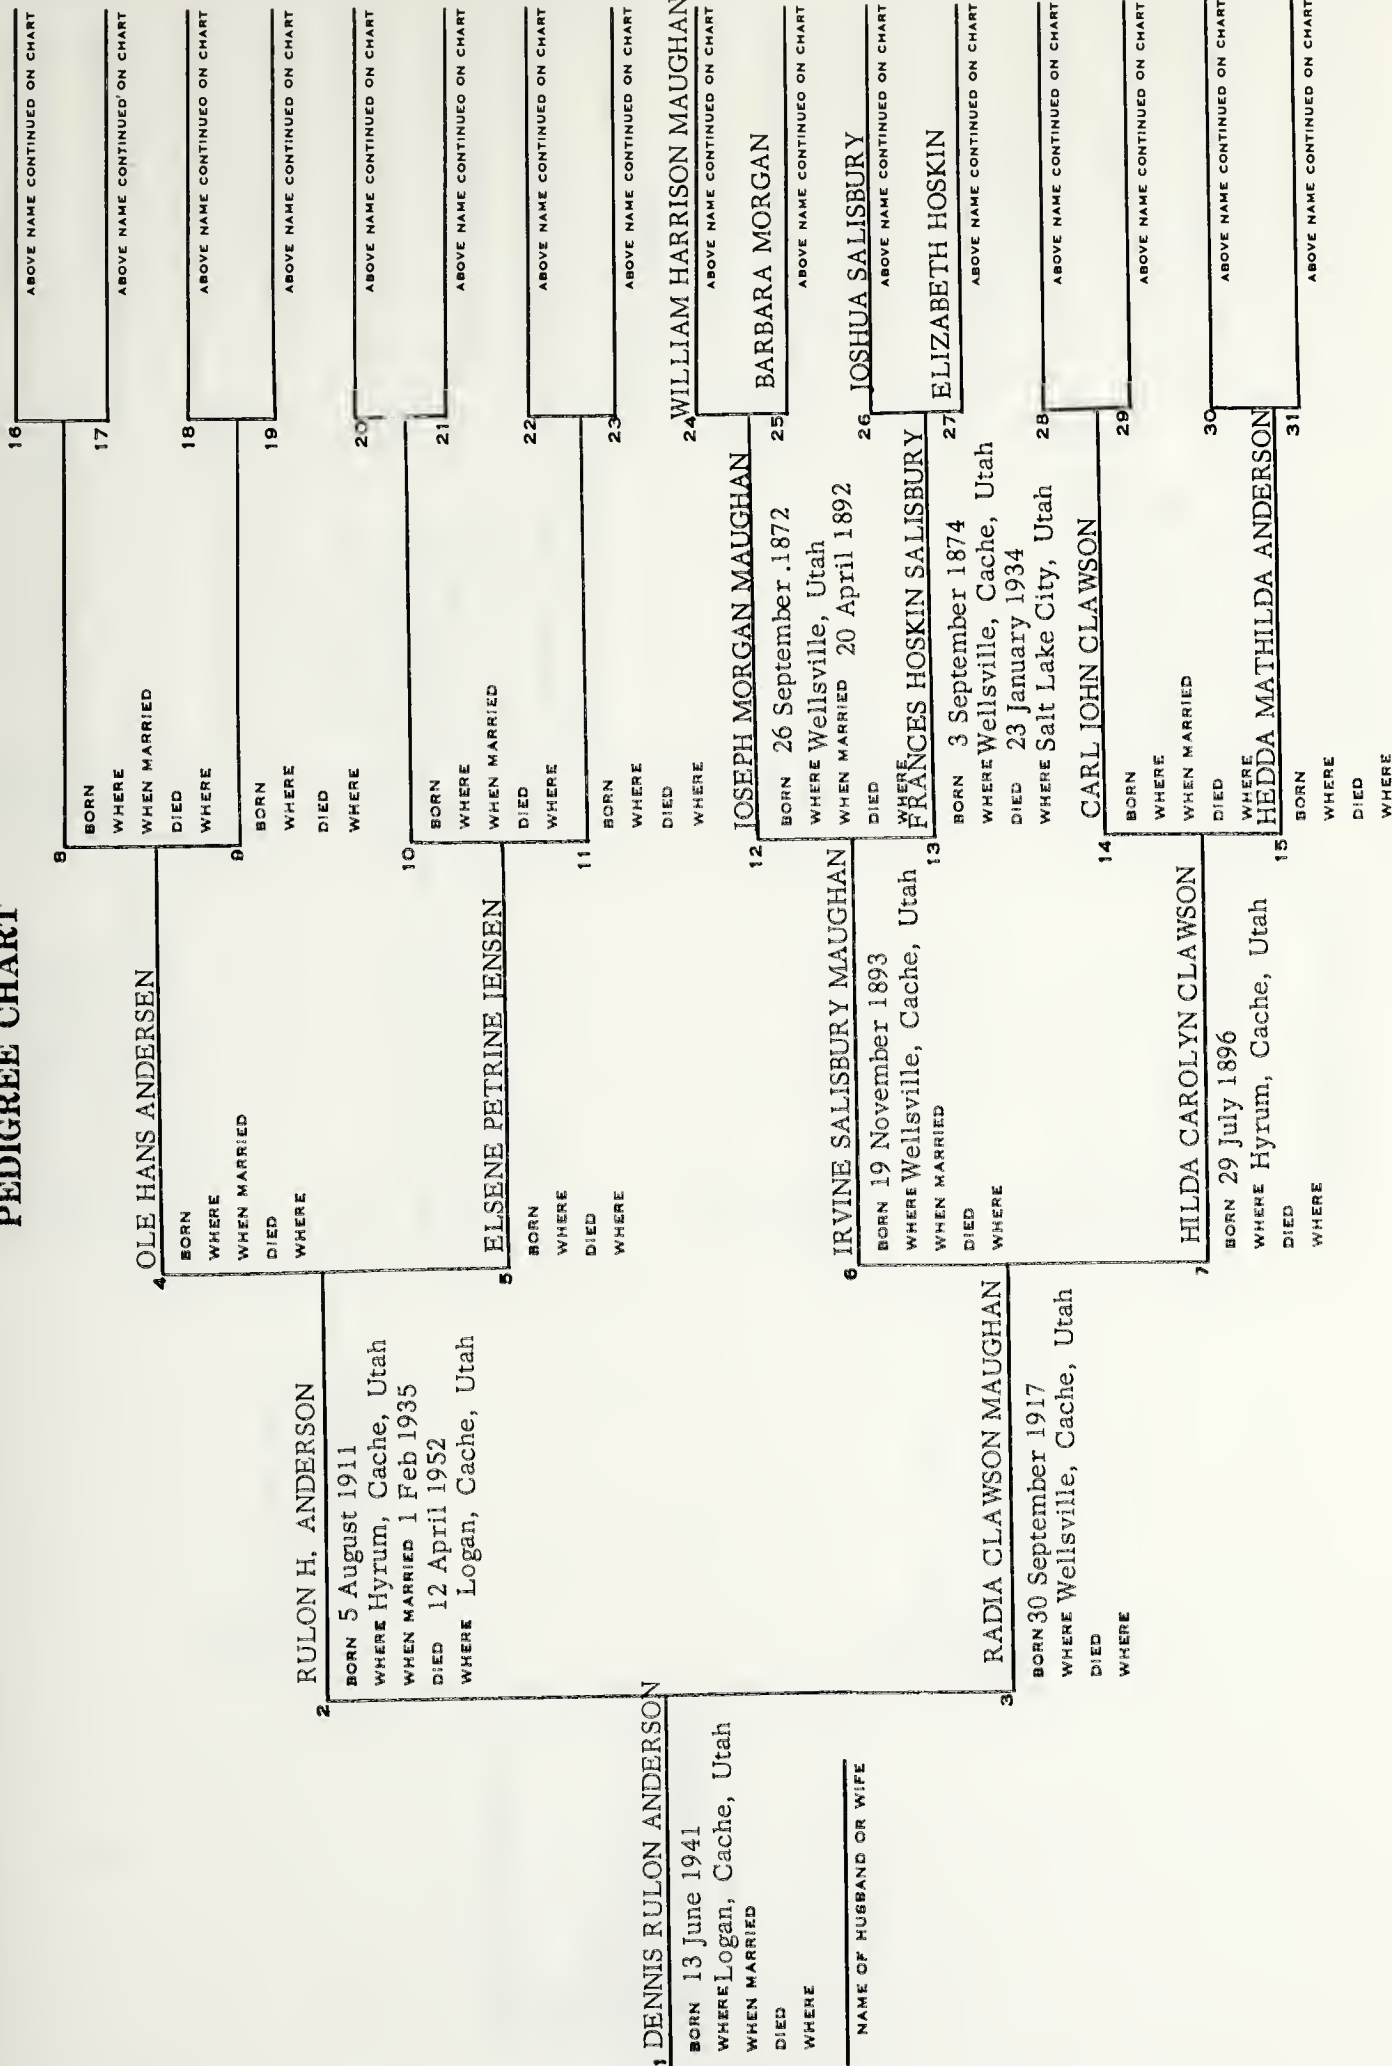 PEDIGREE CHART
1 DENNIS RULON ANDERSON
BORN 13 June 1941
WHERE Logan, Cache, Utah
WHEN MARRIED
DIED
WHERE
NAME OF HUSBAND OR WIFE
2
RULON H. ANDERSON
BORN 5 August 1911
WHERE Hyrum, Cache, Utah
WHEN MARRIED 1 Feb 1935
DIED 12 April 1952
WHERE Logan, Cache, Utah
3
RADIA CLAWSON MAUGHAN
BORN 30 September 1917
WHERE Wellsville, Cache, Utah
DIED
WHERE
4
OLE HANS ANDERSEN
BORN
WHERE
WHEN MARRIED
DIED
WHERE
5
ELSENE PETRINE JENSEN
BORN
WHERE
DIED
WHERE
6
IRVINE SALISBURY MAUGHAN
BORN 19 November 1893
WHERE Wellsville, Cache, Utah
WHEN MARRIED
DIED
WHERE
7
HILDA CAROLYN CLAWSON
BORN 29 July 1896
WHERE Hyrum, Cache, Utah
DIED
WHERE
8
BORN
WHERE
WHEN MARRIED
DIED
WHERE
9
BORN
WHERE
DIED
WHERE
10
BORN
WHERE
WHEN MARRIED
DIED
WHERE
11
BORN
WHERE
DIED
WHERE
12
JOSEPH MORGAN MAUGHAN
BORN 26 September .1872
WHERE Wellsville, Utah
WHEN MARRIED 20 April 1892
DIED
WHERE
13
FRANCES HOSKIN SALISBURY
BORN 3 September 1874
WHERE Wellsville, Cache, Utah
DIED 23 January 1934
WHERE Salt Lake City, Utah
14
CARL JOHN CLAWSON
BORN
WHERE
WHEN MARRIED
DIED
WHERE
15
HEDDA MATHILDA ANDERSON
BORN
WHERE
DIED
WHERE
16
ABOVE NAME CONTINUED ON CHART
17
ABOVE NAME CONTINUED ON CHART
18
ABOVE NAME CONTINUED ON CHART
19
ABOVE NAME CONTINUED ON CHART
20
ABOVE NAME CONTINUED ON CHART
21
ABOVE NAME CONTINUED ON CHART
22
ABOVE NAME CONTINUED ON CHART
23
ABOVE NAME CONTINUED ON CHART
24
WILLIAM HARRISON MAUGHAN
ABOVE NAME CONTINUED ON CHART
25
BARBARA MORGAN
ABOVE NAME CONTINUED ON CHART
26
JOSHUA SALISBURY
ABOVE NAME CONTINUED ON CHART
27
ELIZABETH HOSKIN
ABOVE NAME CONTINUED ON CHART
28
ABOVE NAME CONTINUED ON CHART
29
ABOVE NAME CONTINUED ON CHART
30
ABOVE NAME CONTINUED ON CHART
31
ABOVE NAME CONTINUED ON CHART